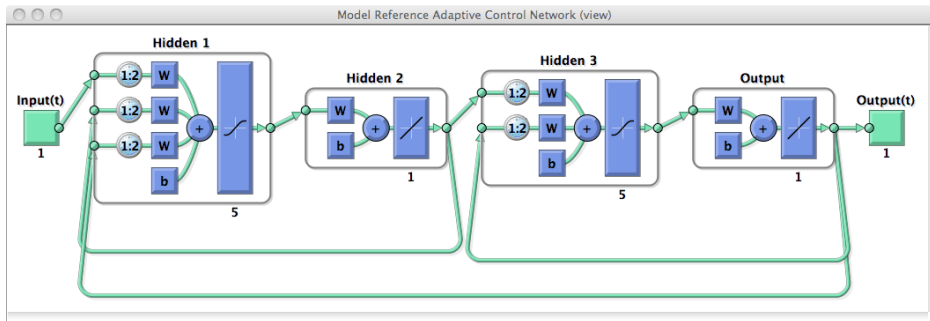 Model Reference Adaptive Control Network (view)
Hidden 1
Hidden 2
Hidden 3
Output
Input(t)
1
1:2
W
1:2
W
1:2
W
b
+
5
W
b
+
1
1:2
W
1:2
W
b
+
5
W
b
+
1
Output(t)
1